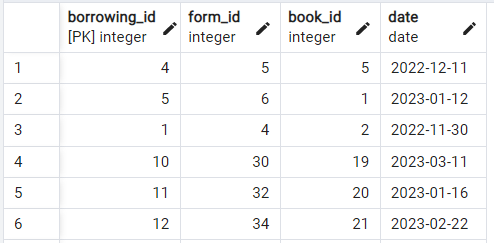 borrowing_id form_id book_id date
[PK] integer integer integer date
1 4 5 5 2022-12-11
2 5 6 1 2023-01-12
3 1 4 2 2022-11-30
4 10 30 19 2023-03-11
5 11 32 20 2023-01-16
6 12 34 21 2023-02-22